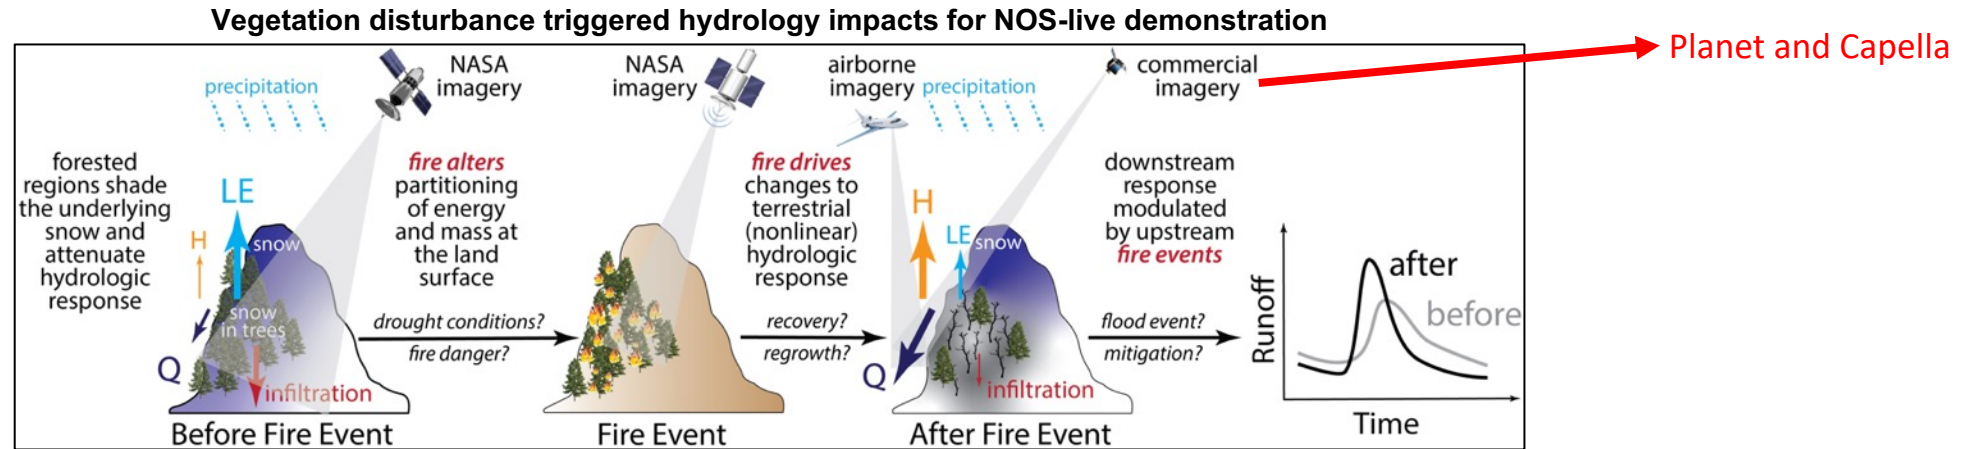 Vegetation disturbance triggered hydrology impacts for NOS-live demonstration
Planet and Capella
forested
regions shade
the underlying
snow and
attenuate
hydrologic
response
precipitation
NASA
imagery
LE
H
snow
snow
in trees
Q
infiltration
Before Fire Event
fire alters
partitioning
of energy
and mass at
the land
surface
drought conditions?
fire danger?
NASA
imagery
Fire Event
fire drives
changes to
terrestrial
(nonlinear)
hydrologic
response
recovery?
regrowth?
airborne
imagery
precipitation
commercial
imagery
H
LE
snow
Q
infiltration
After Fire Event
downstream
response
modulated
by upstream
fire events
flood event?
mitigation?
Runoff
after
before
Time